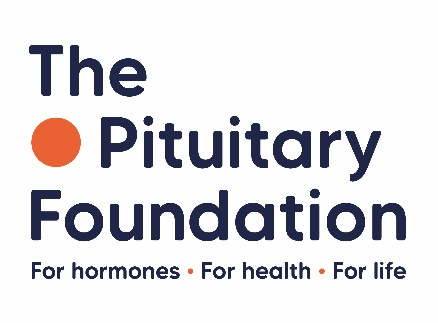 The
Pituitary
Foundation
For hormones • For health • For life